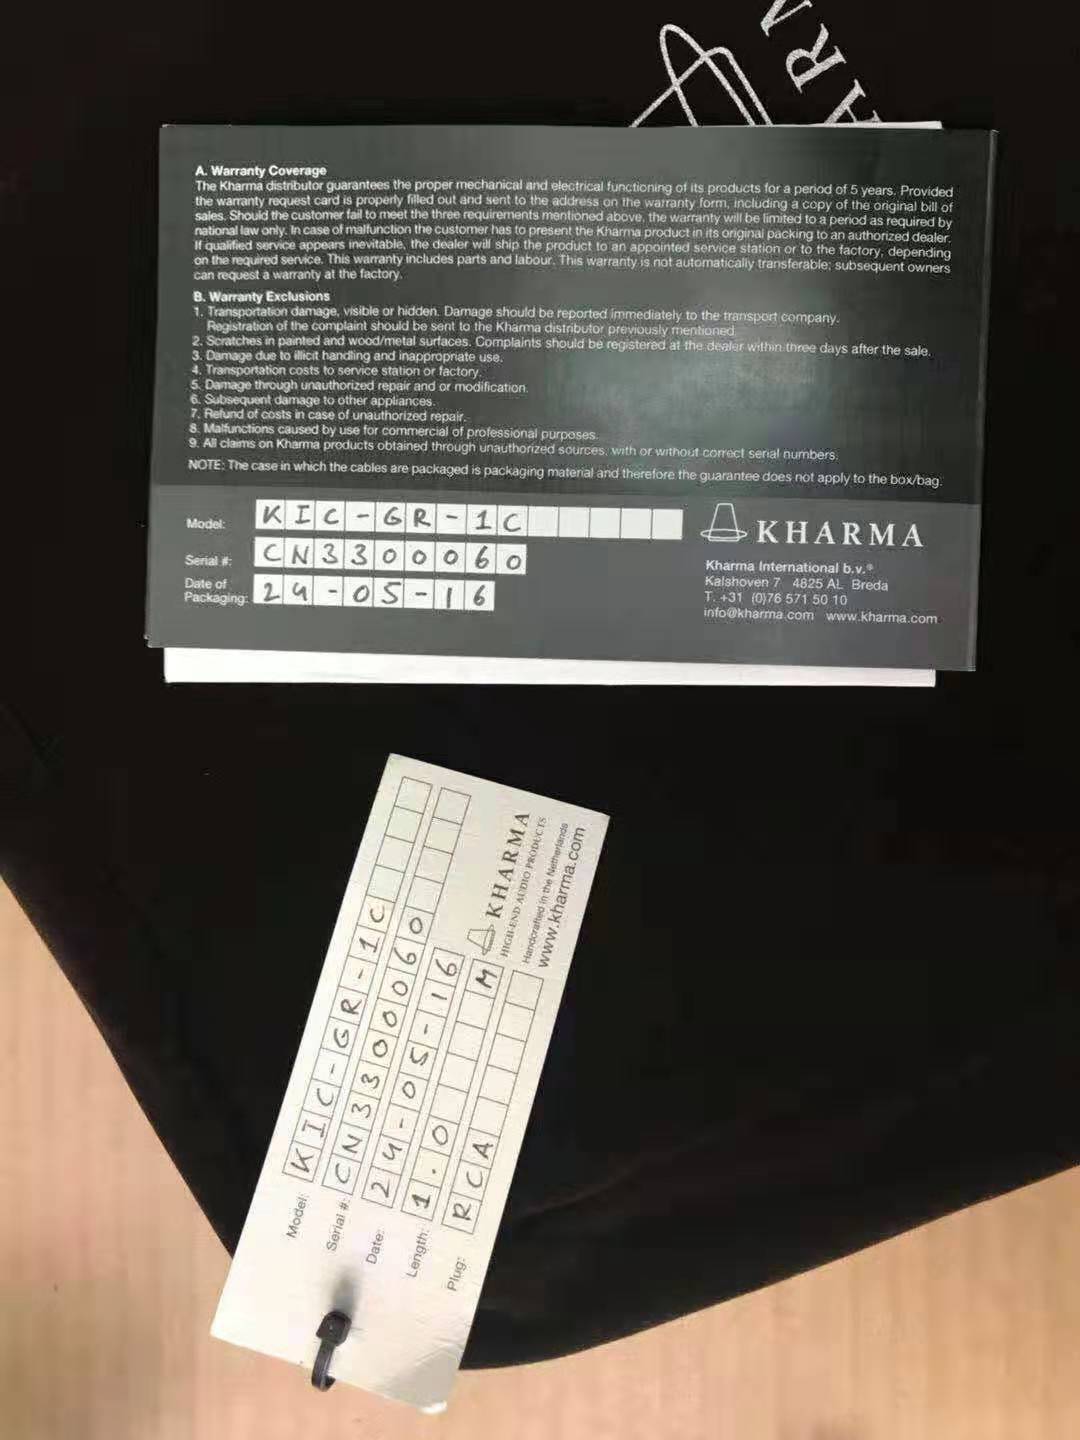 KHARM
A. Warranty Coverage
The Kharma distributor guarantees the proper mechanical and electrical functioning of its products for a period of 5 years. Provided
the warranty request card is properly filled out and sent to the address on the warranty form, including a copy of the original bill of
sales. Should the customer fail to meet the three requirements mentioned above, the warranty will be limited to a period as required by
national law only. In case of malfunction the customer has to present the Kharma product in its original packing to an authorized dealer.
If qualified service appears inevitable, the dealer will ship the product to an appointed service station or to the factory, depending
on the required service. This warranty includes parts and labour. This warranty is not automatically transferable; subsequent owners
can request a warranty at the factory.
B. Warranty Exclusions
1. Transportation damage, visible or hidden. Damage should be reported immediately to the transport company.
Registration of the complaint should be sent to the Kharma distributor previously mentioned.
2. Scratches in painted and wood/metal surfaces. Complaints should be registered at the dealer within three days after the sale.
3. Damage due to illicit handling and inappropriate use.
4. Transportation costs to service station or factory.
5. Damage through unauthorized repair and or modification.
6. Subsequent damage to other appliances.
7. Refund of costs in case of unauthorized repair.
8. Malfunctions caused by use for commercial of professional purposes.
9. All claims on Kharma products obtained through unauthorized sources, with or without correct serial numbers.
NOTE: The case in which the cables are packaged is packaging material and therefore the guarantee does not apply to the box/bag.
Model: KIC-GR-1C
Serial #: CN3300060
Date of
Packaging: 24-05-16
KHARMA
Kharma International b.v.®
Kalshoven 7 4825 AL Breda
T. +31 (0)76 571 50 10
info@kharma.com www.kharma.com
Model: KIC-GR-1C
Serial #: CN3300060
Date: 24-05-16
Length: 1.0 M
Plug: RCA
KHARMA
HIGH-END AUDIO PRODUCTS
Handcrafted in the Netherlands
www.kharma.com